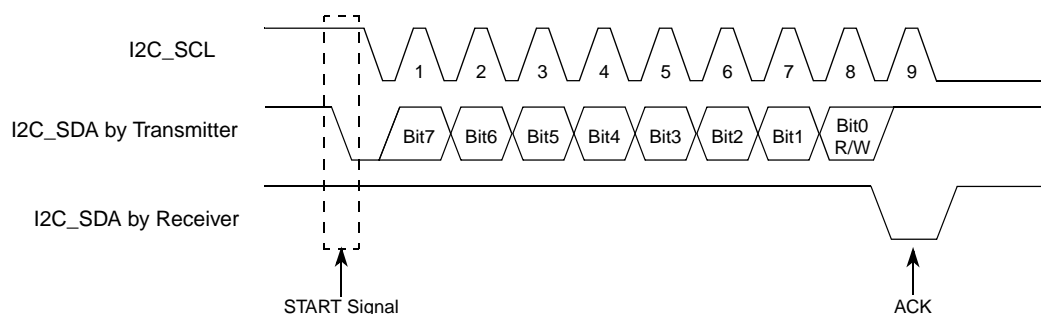 I2C_SCL
1 2 3 4 5 6 7 8 9
I2C_SDA by Transmitter
Bit7 Bit6 Bit5 Bit4 Bit3 Bit2 Bit1 Bit0
R/W
I2C_SDA by Receiver
START Signal ACK